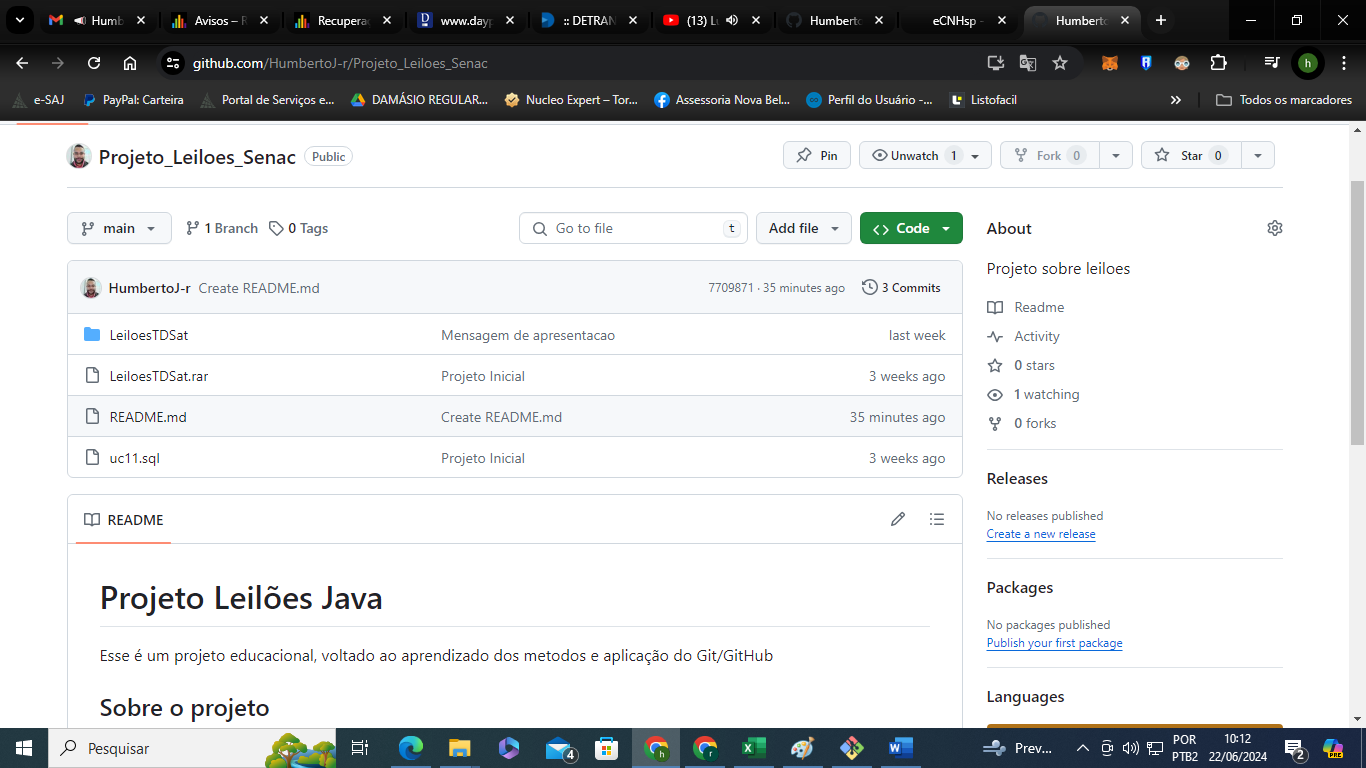 Humb
Avisos – R
Recupera
www.dayp
:: DETRAN
(13) L
Humberto
eCNHsp -
Humberto
github.com/HumbertoJ-r/Projeto_Leiloes_Senac
h
e-SAJ
PayPal: Carteira
Portal de Serviços e...
DAMÁSIO REGULAR...
Nucleo Expert – Tor...
Assessoria Nova Bel...
Perfil do Usuário -...
Listofacil
Todos os marcadores
Projeto_Leiloes_Senac Public
Pin
Unwatch 1
Fork 0
Star 0
main
1 Branch
0 Tags
Go to file t
Add file
Code
HumbertoJ-r Create README.md 7709871 · 35 minutes ago 3 Commits
LeiloesTDSat Mensagem de apresentacao last week
LeiloesTDSat.rar Projeto Inicial 3 weeks ago
README.md Create README.md 35 minutes ago
uc11.sql Projeto Inicial 3 weeks ago
README
Projeto Leilões Java
Esse é um projeto educacional, voltado ao aprendizado dos metodos e aplicação do Git/GitHub
Sobre o projeto
About
Projeto sobre leiloes
Readme
Activity
0 stars
1 watching
0 forks
Releases
No releases published
Create a new release
Packages
No packages published
Publish your first package
Languages
Pesquisar
4
h
r
Prev...
POR
PTB2
10:12
22/06/2024
2
PRE